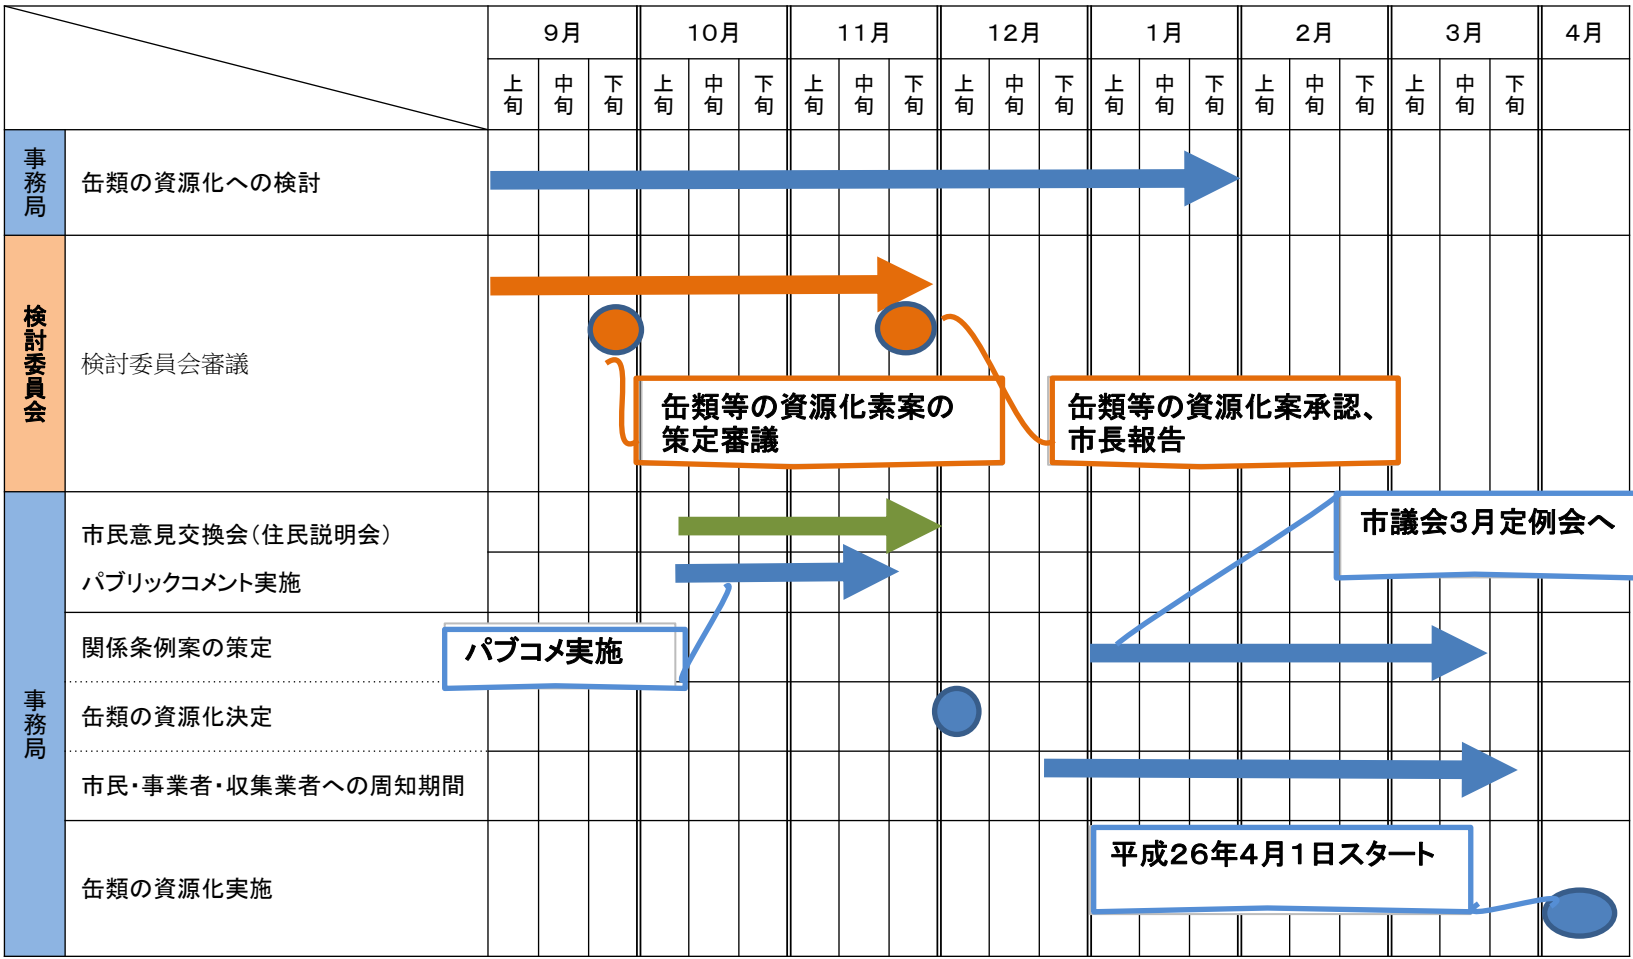 9月 10月 11月 12月 1月 2月 3月 4月
上旬 中旬 下旬 上旬 中旬 下旬 上旬 中旬 下旬 上旬 中旬 下旬 上旬 中旬 下旬 上旬 中旬 下旬 上旬 中旬 下旬
事務局
缶類の資源化への検討
検討委員会
検討委員会審議
缶類等の資源化素案の
策定審議
缶類等の資源化案承認、
市長報告
事務局
市民意見交換会（住民説明会）
市議会3月定例会へ
パブリックコメント実施
関係条例案の策定
パブコメ実施
缶類の資源化決定
市民・事業者・収集業者への周知期間
平成26年4月1日スタート
缶類の資源化実施